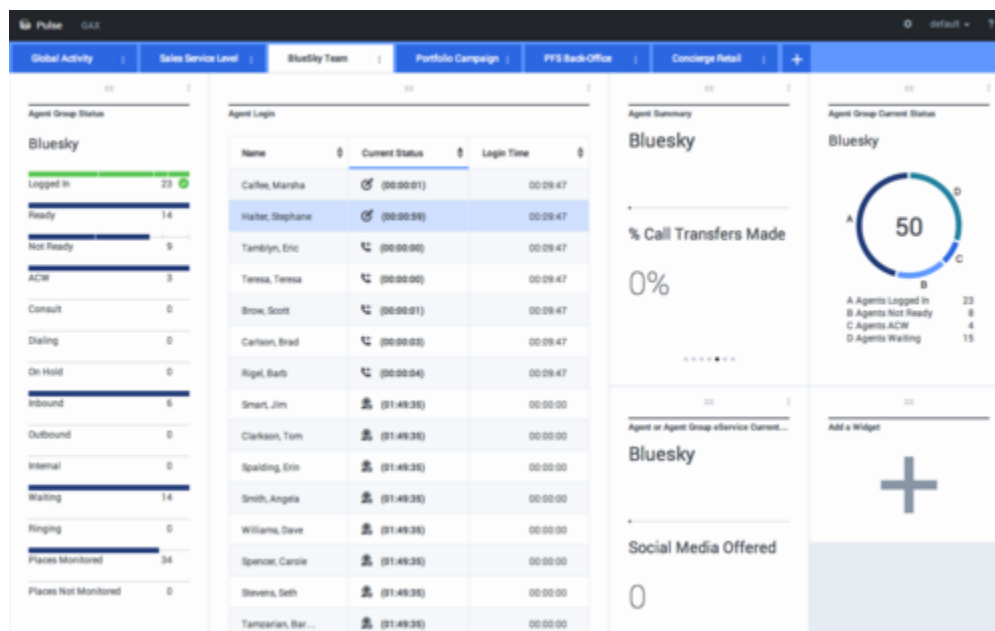 Pulse GAX default ?
Global Activity Sales Service Level BlueSky Team Portfolio Campaign PFS Back-Office Concierge Retail +
Agent Group Status
Bluesky
Logged In 23
Ready 14
Not Ready 9
ACW 3
Consult 0
Dialing 0
On Hold 0
Inbound 6
Outbound 0
Internal 0
Waiting 14
Ringing 0
Places Monitored 34
Places Not Monitored 0
Agent Login
Name Current Status Login Time
Calfee, Marsha (00:00:01) 00:09:47
Halter, Stephane (00:00:59) 00:09:47
Tamblyn, Eric (00:00:00) 00:09:47
Teresa, Teresa (00:00:00) 00:09:47
Brow, Scott (00:00:01) 00:09:47
Carlson, Brad (00:00:03) 00:09:47
Rigel, Barb (00:00:04) 00:09:47
Smart, Jim (01:49:35) 00:00:00
Clarkson, Tom (01:49:35) 00:00:00
Spalding, Erin (01:49:35) 00:00:00
Smith, Angela (01:49:35) 00:00:00
Williams, Dave (01:49:35) 00:00:00
Spencer, Carole (01:49:35) 00:00:00
Stevens, Seth (01:49:35) 00:00:00
Tamzarian, Bar... (01:49:35) 00:00:00
Agent Summary
Bluesky
% Call Transfers Made
0%
Agent Group Current Status
Bluesky
50
A
B
C
D
A Agents Logged In 23
B Agents Not Ready 8
C Agents ACW 4
D Agents Waiting 15
Agent or Agent Group eService Current...
Bluesky
Social Media Offered
0
Add a Widget